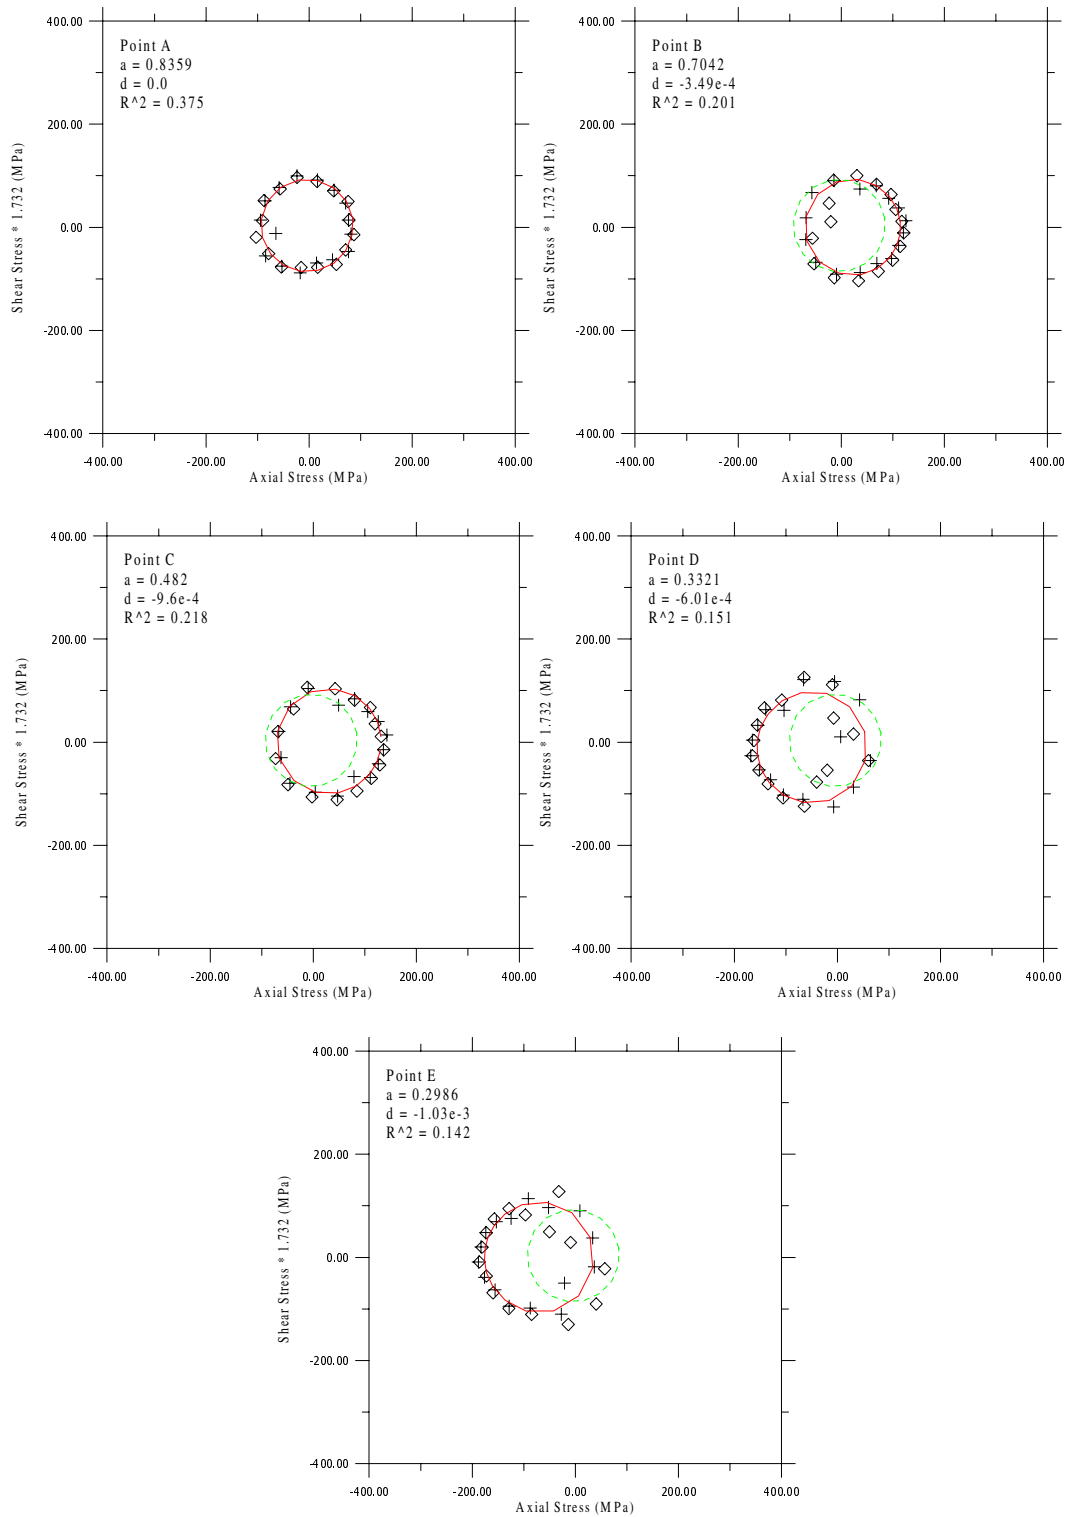 400.00
Point A
a = 0.8359
d = 0.0
R^2 = 0.375
200.00
0.00
-200.00
-400.00
Shear Stress * 1.732 (MPa)
-400.00 -200.00 0.00 200.00 400.00
Axial Stress (MPa)
400.00
Point B
a = 0.7042
d = -3.49e-4
R^2 = 0.201
200.00
0.00
-200.00
-400.00
Shear Stress * 1.732 (MPa)
-400.00 -200.00 0.00 200.00 400.00
Axial Stress (MPa)
400.00
Point C
a = 0.482
d = -9.6e-4
R^2 = 0.218
200.00
0.00
-200.00
-400.00
Shear Stress * 1.732 (MPa)
-400.00 -200.00 0.00 200.00 400.00
Axial Stress (MPa)
400.00
Point D
a = 0.3321
d = -6.01e-4
R^2 = 0.151
200.00
0.00
-200.00
-400.00
Shear Stress * 1.732 (MPa)
-400.00 -200.00 0.00 200.00 400.00
Axial Stress (MPa)
400.00
Point E
a = 0.2986
d = -1.03e-3
R^2 = 0.142
200.00
0.00
-200.00
-400.00
Shear Stress * 1.732 (MPa)
-400.00 -200.00 0.00 200.00 400.00
Axial Stress (MPa)